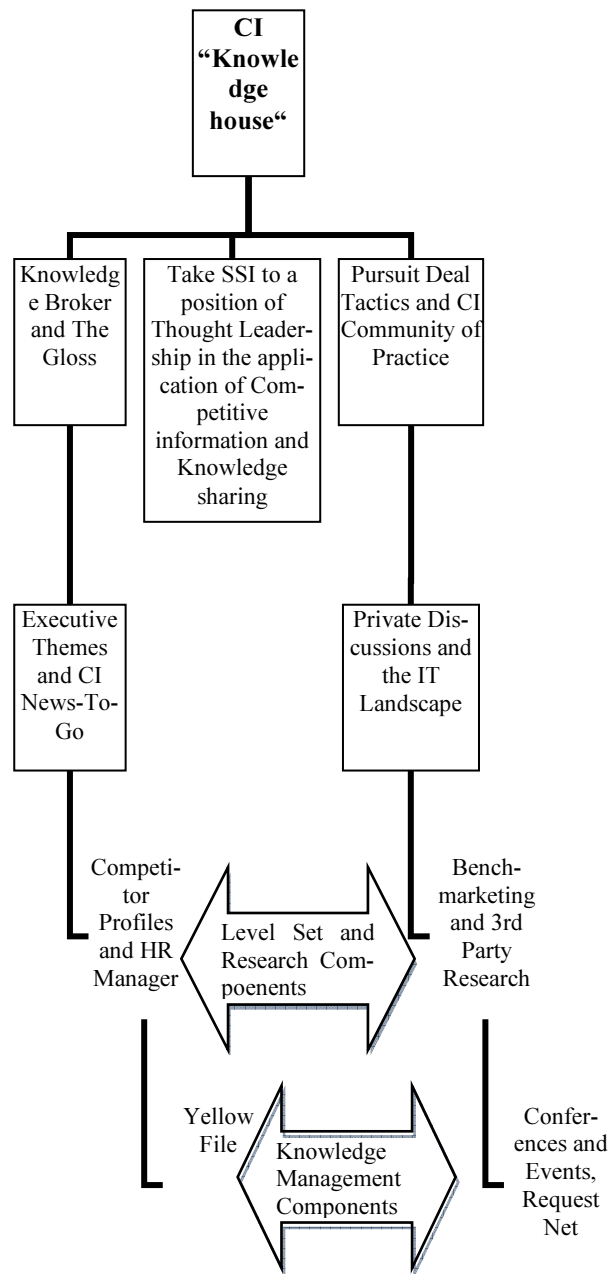 CI
“Knowle
dge
house“
Knowledg
e Broker
and The
Gloss
Take SSI to a
position of
Thought Leader-
ship in the appli-
cation of Com-
petitive
information and
Knowledge
sharing
Pursuit Deal
Tactics and CI
Community of
Practice
Executive
Themes
and CI
News-To-
Go
Private Dis-
cussions and
the IT
Landscape
Competi-
tor
Profiles
and HR
Manager
Level Set and
Research Com-
poenents
Bench-
marketing
and 3rd
Party
Research
Yellow
File
Knowledge
Management
Components
Confer-
ences and
Events,
Request
Net